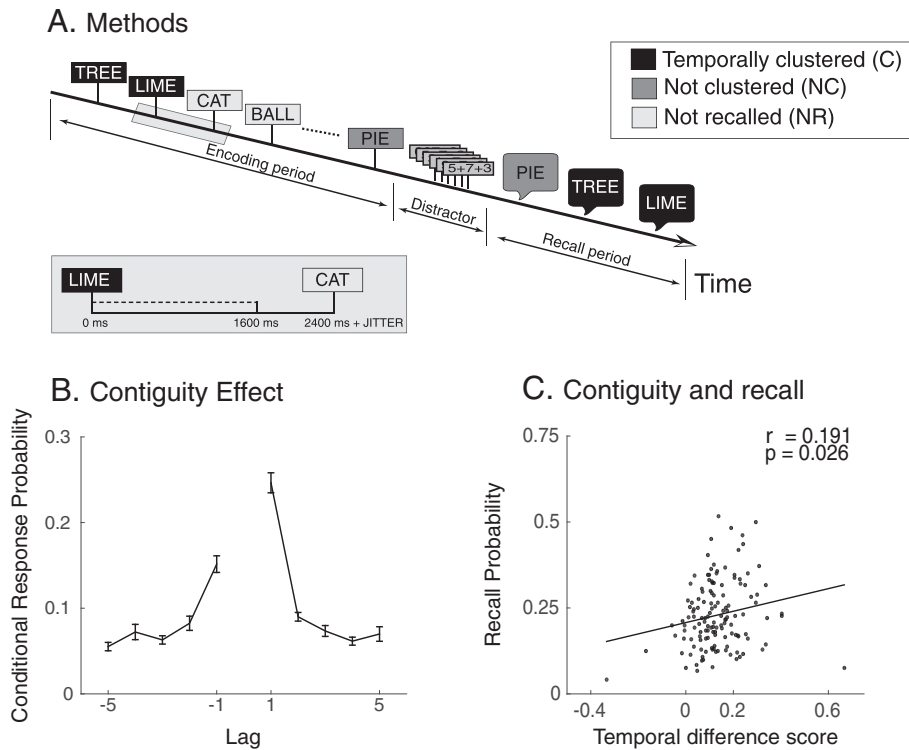 A. Methods
Temporally clustered (C)
Not clustered (NC)
Not recalled (NR)
TREE
LIME
CAT
BALL
PIE
5+7+3
PIE
TREE
LIME
Encoding period
Distractor
Recall period
Time
LIME
CAT
0 ms
1600 ms
2400 ms + JITTER
B. Contiguity Effect
Conditional Response Probability
0.3
0.2
0.1
0
-5
-1
1
5
Lag
C. Contiguity and recall
r = 0.191
p = 0.026
Recall Probability
0.75
0.5
0.25
0
-0.4
0
0.2
0.6
Temporal difference score